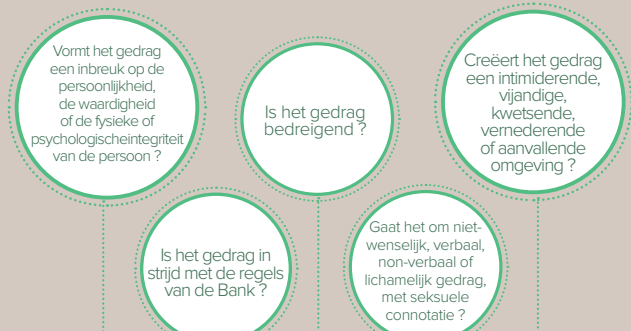 Vormt het gedrag
een inbreuk op de
persoonlijkheid,
de waardigheid
of de fysieke of
psychologischeintegriteit
van de persoon ?
Is het gedrag
bedreigend ?
Creëert het gedrag
een intimiderende,
vijandige,
kwetsende,
vernederende
of aanvallende
omgeving ?
Is het gedrag in
strijd met de regels
van de Bank ?
Gaat het om niet-
wenselijk, verbaal,
non-verbaal of
lichamelijk gedrag,
met seksuele
connotatie ?